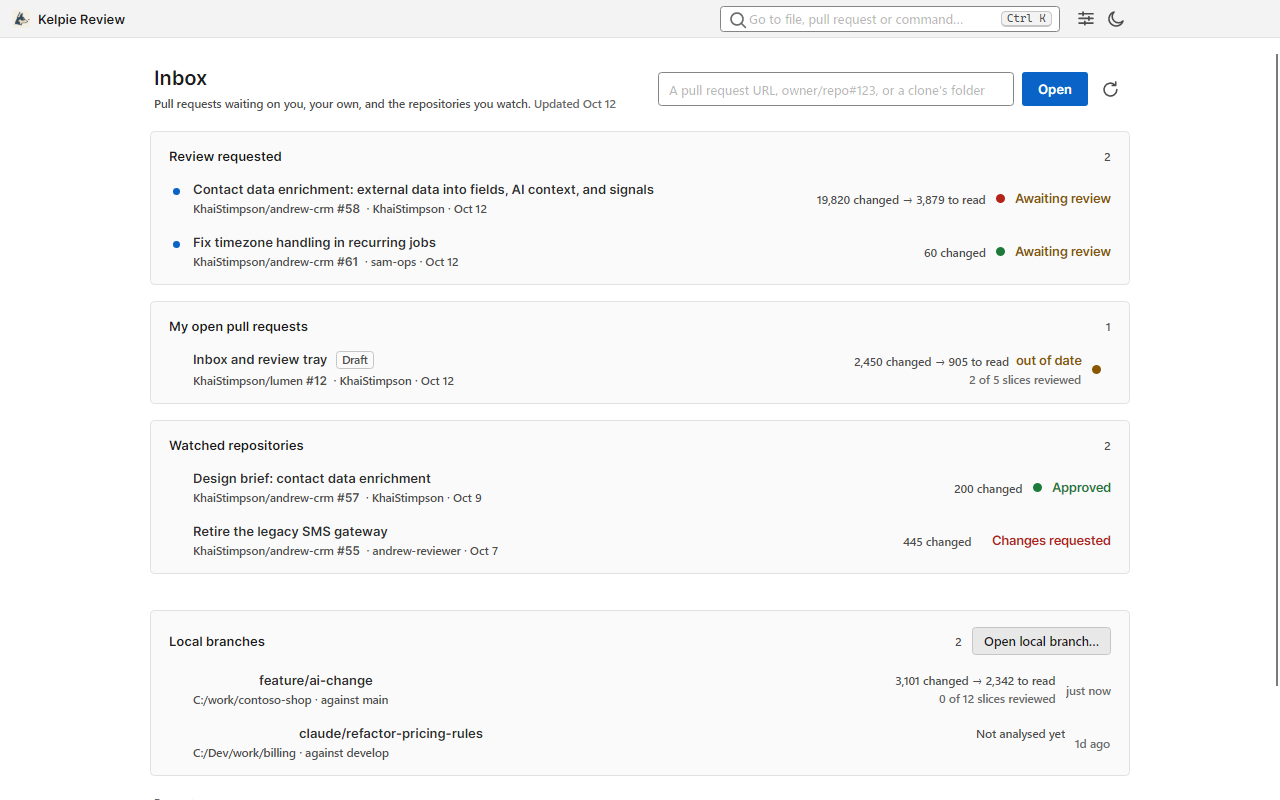 Kelpie Review
Go to file, pull request or command...
Ctrl K
Inbox
Pull requests waiting on you, your own, and the repositories you watch. Updated Oct 12
A pull request URL, owner/repo#123, or a clone's folder
Open
Review requested
2
Contact data enrichment: external data into fields, AI context, and signals
KhaiStimpson/andrew-crm #58 · KhaiStimpson · Oct 12
19,820 changed → 3,879 to read
Awaiting review
Fix timezone handling in recurring jobs
KhaiStimpson/andrew-crm #61 · sam-ops · Oct 12
60 changed
Awaiting review
My open pull requests
1
Inbox and review tray
Draft
KhaiStimpson/lumen #12 · KhaiStimpson · Oct 12
2,450 changed → 905 to read out of date
2 of 5 slices reviewed
Watched repositories
2
Design brief: contact data enrichment
KhaiStimpson/andrew-crm #57 · KhaiStimpson · Oct 9
200 changed
Approved
Retire the legacy SMS gateway
KhaiStimpson/andrew-crm #55 · andrew-reviewer · Oct 7
445 changed
Changes requested
Local branches
2
Open local branch...
feature/ai-change
C:/work/contoso-shop · against main
3,101 changed → 2,342 to read
0 of 12 slices reviewed
just now
claude/refactor-pricing-rules
C:/Dev/work/billing · against develop
Not analysed yet
1d ago